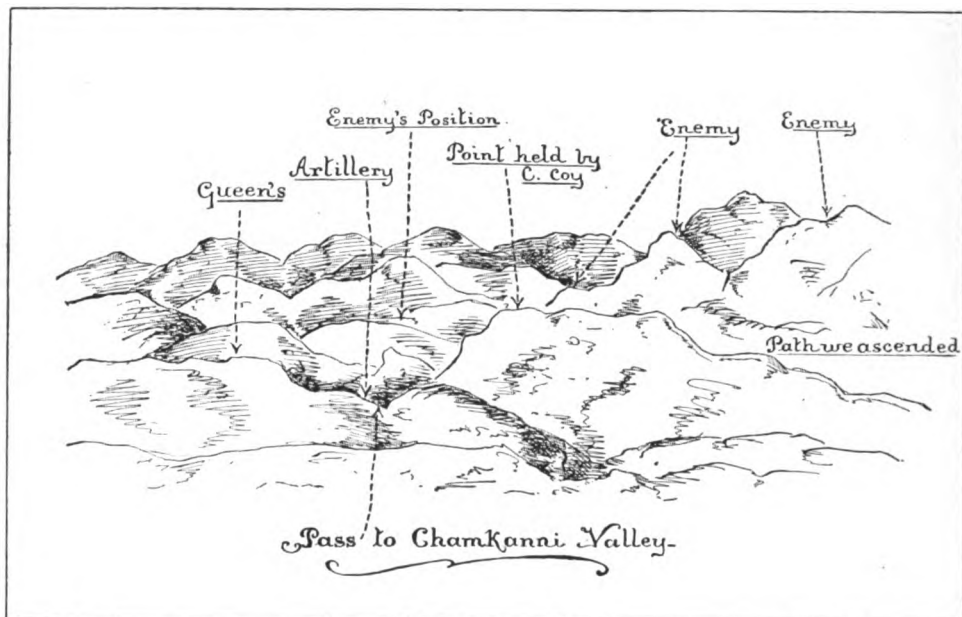 Enemy's Position
Enemy
Enemy
Point held by
C. Coy
Artillery
Queen's
Path we ascended
Pass to Chamkanni Valley